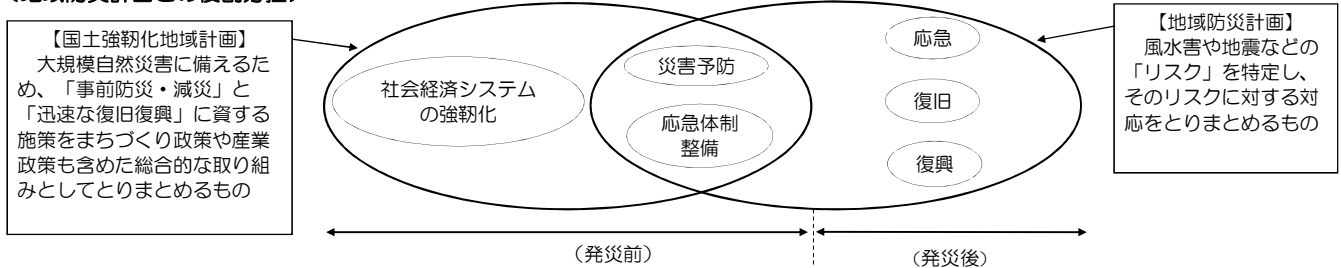 【国土強靱化地域計画】
大規模自然災害に備えるた
め、「事前防災・減災」と
「迅速な復旧復興」に資する
施策をまちづくり政策や産業
政策も含めた総合的な取り組
みとしてとりまとめるもの
社会経済システム
の強靱化
災害予防
応急体制
整備
応急
復旧
復興
【地域防災計画】
風水害や地震などの
「リスク」を特定し、
そのリスクに対する対
応をとりまとめるもの
（発災前）
（発災後）